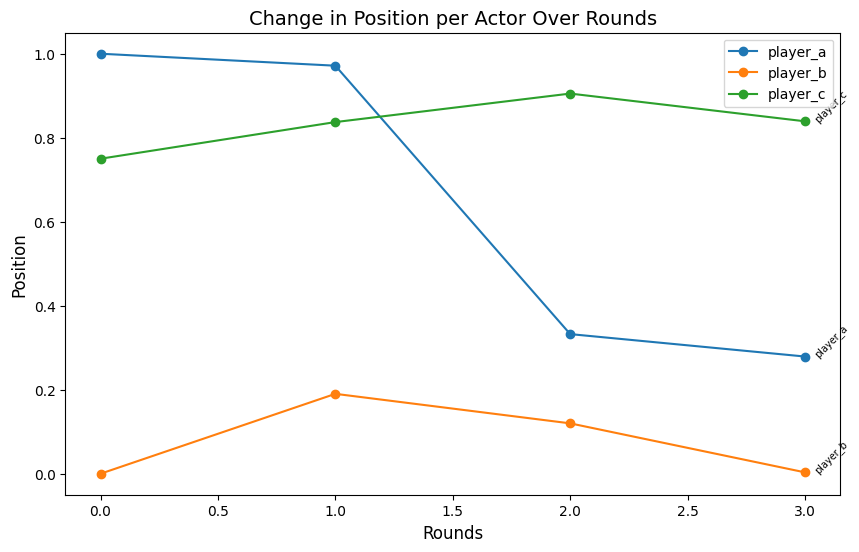 Change in Position per Actor Over Rounds
player_a
player_b
player_c
player_c
player_a
player_b
1.0
0.8
0.6
0.4
0.2
0.0
Position
0.0
0.5
1.0
1.5
2.0
2.5
3.0
Rounds